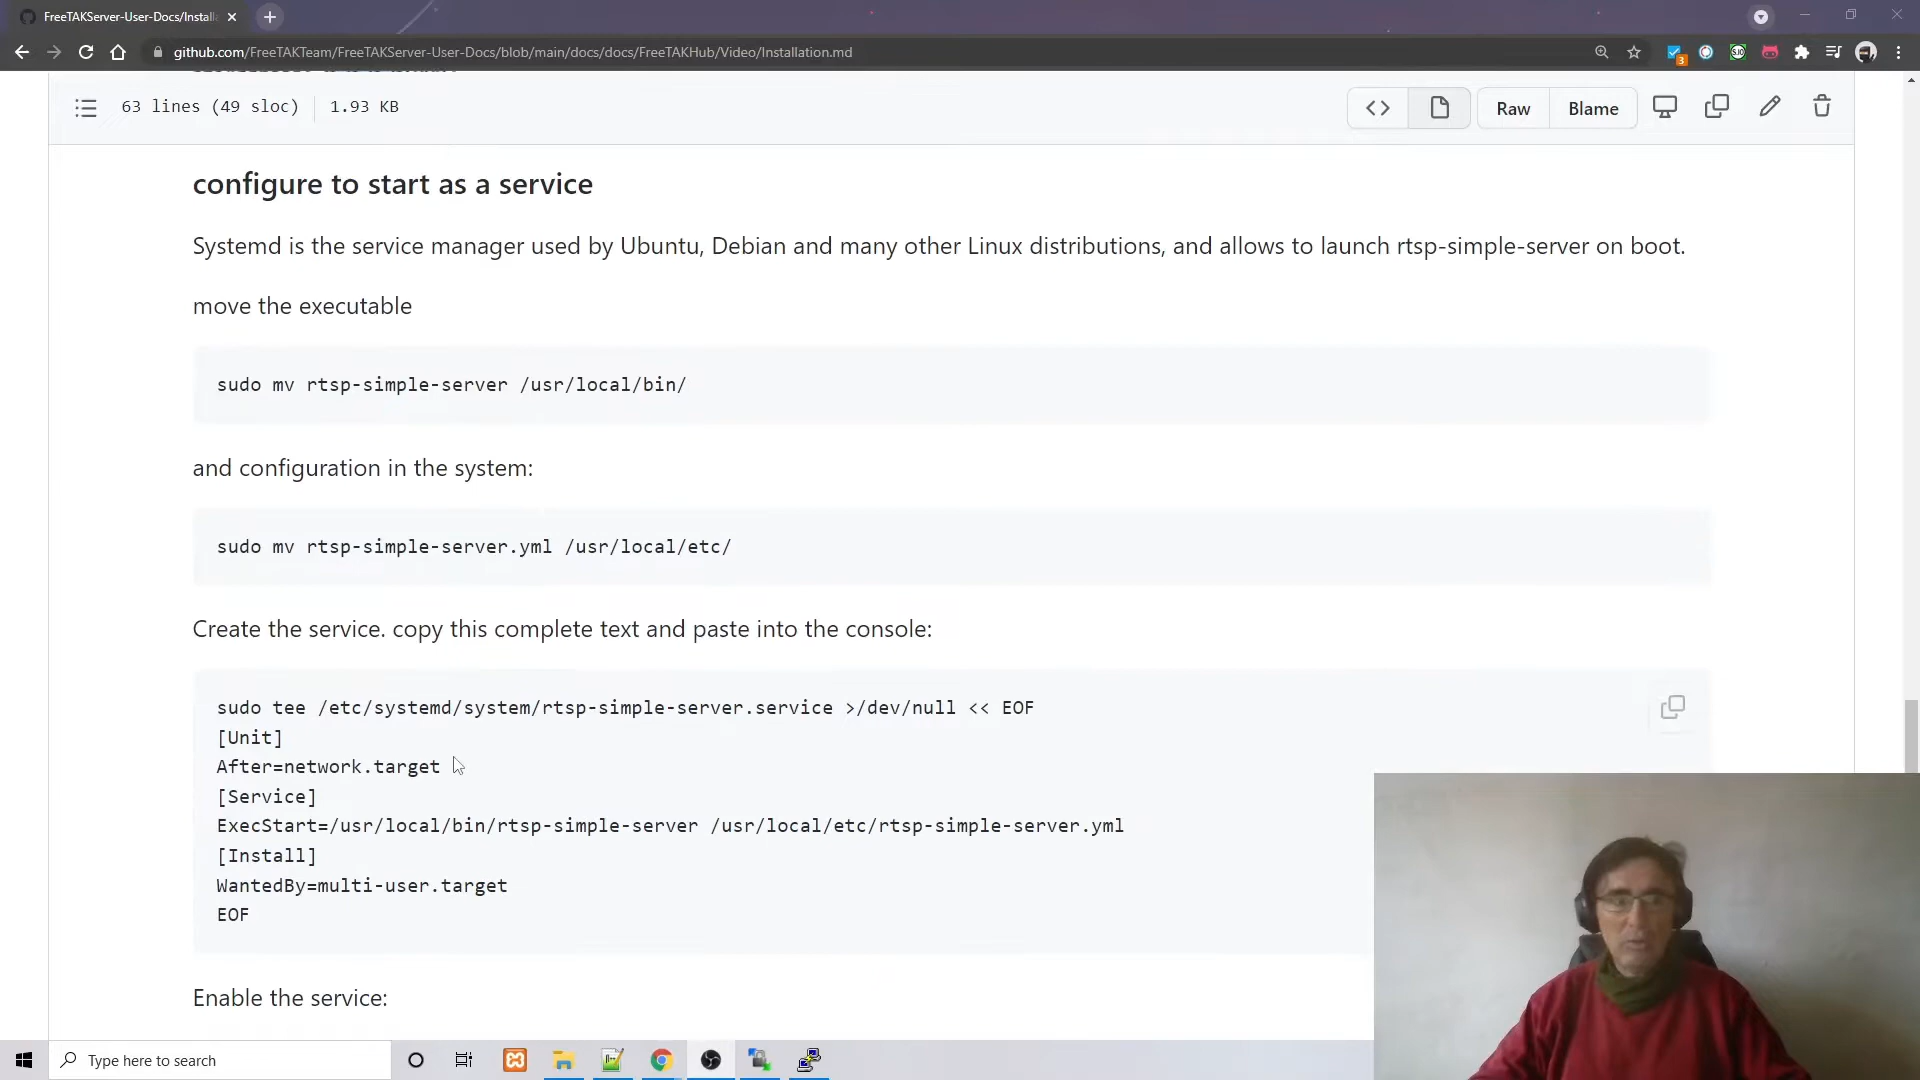 FreeTAKServer-User-Docs/Install
github.com/FreeTAKTeam/FreeTAKServer-User-Docs/blob/main/docs/docs/FreeTAKHub/Video/Installation.md
3
63 lines (49 sloc) 1.93 KB
Raw Blame
configure to start as a service
Systemd is the service manager used by Ubuntu, Debian and many other Linux distributions, and allows to launch rtsp-simple-server on boot.
move the executable
sudo mv rtsp-simple-server /usr/local/bin/
and configuration in the system:
sudo mv rtsp-simple-server.yml /usr/local/etc/
Create the service. copy this complete text and paste into the console:
sudo tee /etc/systemd/system/rtsp-simple-server.service >/dev/null << EOF
[Unit]
After=network.target
[Service]
ExecStart=/usr/local/bin/rtsp-simple-server /usr/local/etc/rtsp-simple-server.yml
[Install]
WantedBy=multi-user.target
EOF
Enable the service:
Type here to search